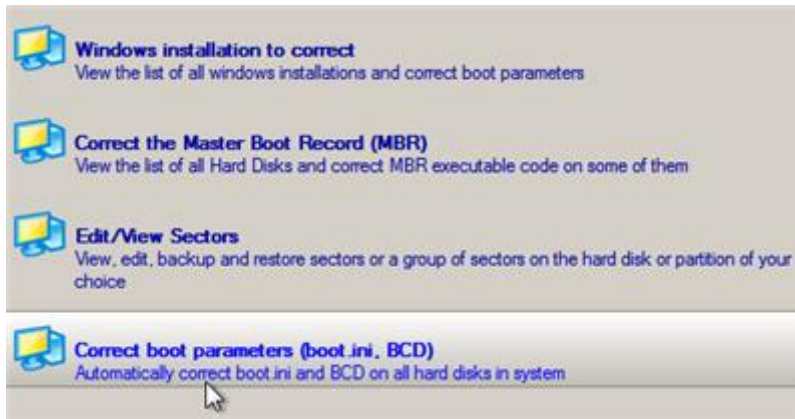 Windows installation to correct
View the list of all windows installations and correct boot parameters
Correct the Master Boot Record (MBR)
View the list of all Hard Disks and correct MBR executable code on some of them
Edit/View Sectors
View, edit, backup and restore sectors or a group of sectors on the hard disk or partition of your
choice
Correct boot parameters (boot.ini, BCD)
Automatically correct boot.ini and BCD on all hard disks in system